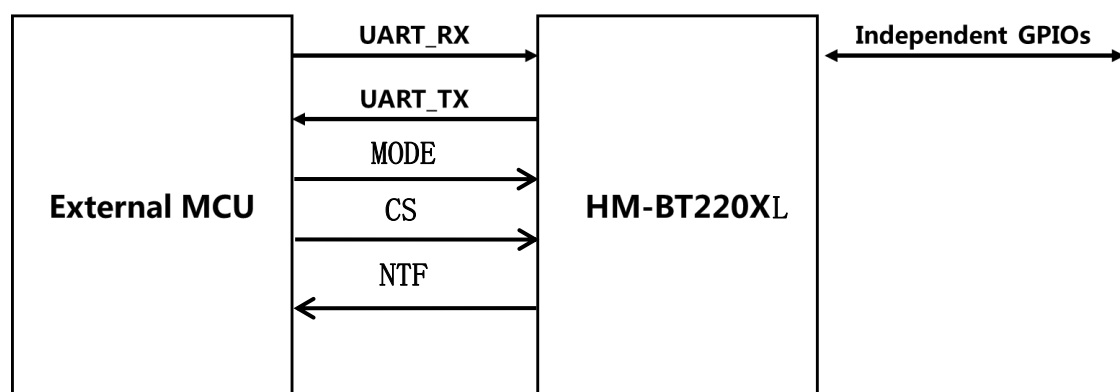 UART_RX
Independent GPIOs
UART_TX
MODE
External MCU
CS
HM-BT220XL
NTF